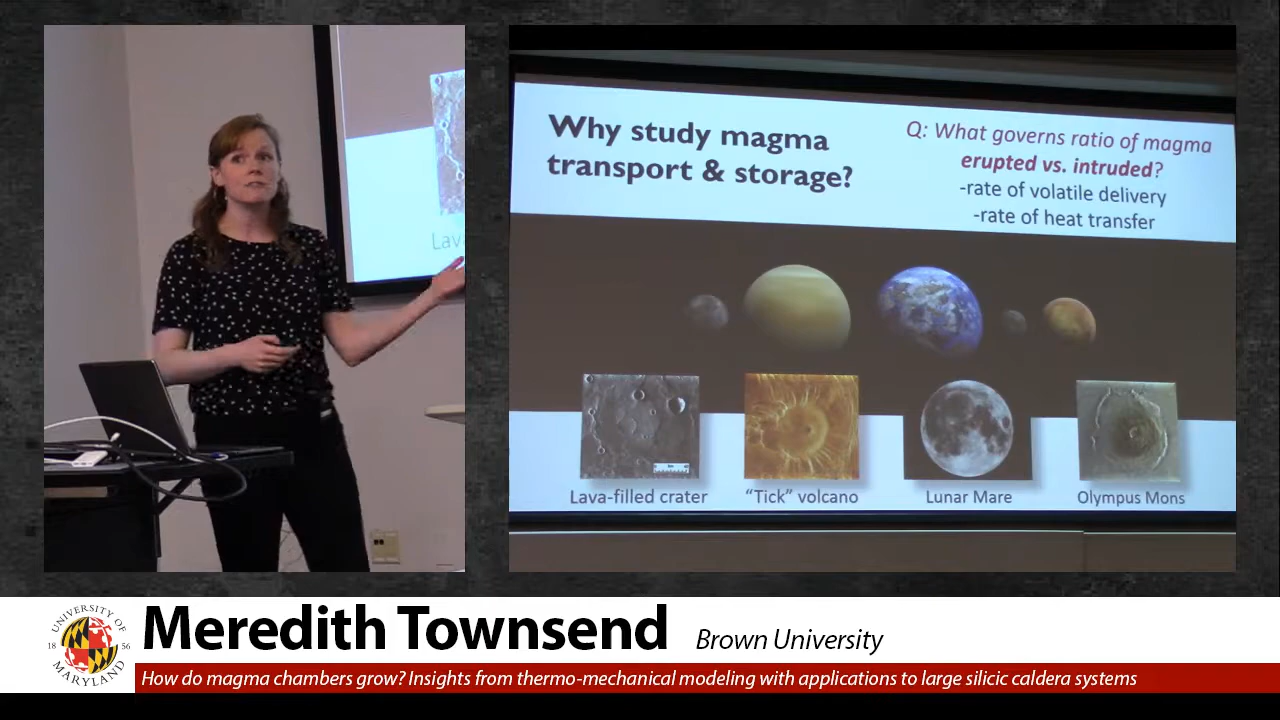 Lav
Why study magma
transport & storage?
Q: What governs ratio of magma
erupted vs. intruded?
-rate of volatile delivery
-rate of heat transfer
Lava-filled crater
"Tick" volcano
Lunar Mare
Olympus Mons
UNIVERSITY OF
18 56
MARYLAND
Meredith Townsend
Brown University
How do magma chambers grow? Insights from thermo-mechanical modeling with applications to large silicic caldera systems